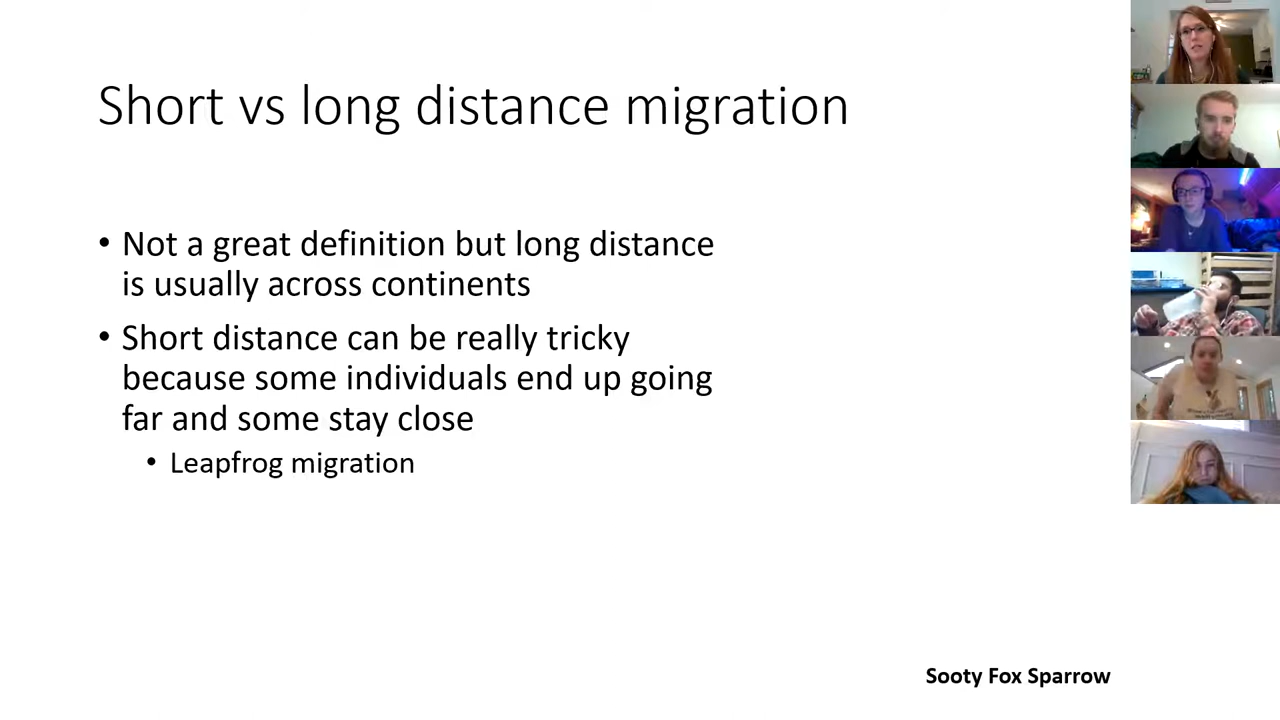 Short vs long distance migration
• Not a great definition but long distance
is usually across continents
• Short distance can be really tricky
because some individuals end up going
far and some stay close
• Leapfrog migration
Sooty Fox Sparrow